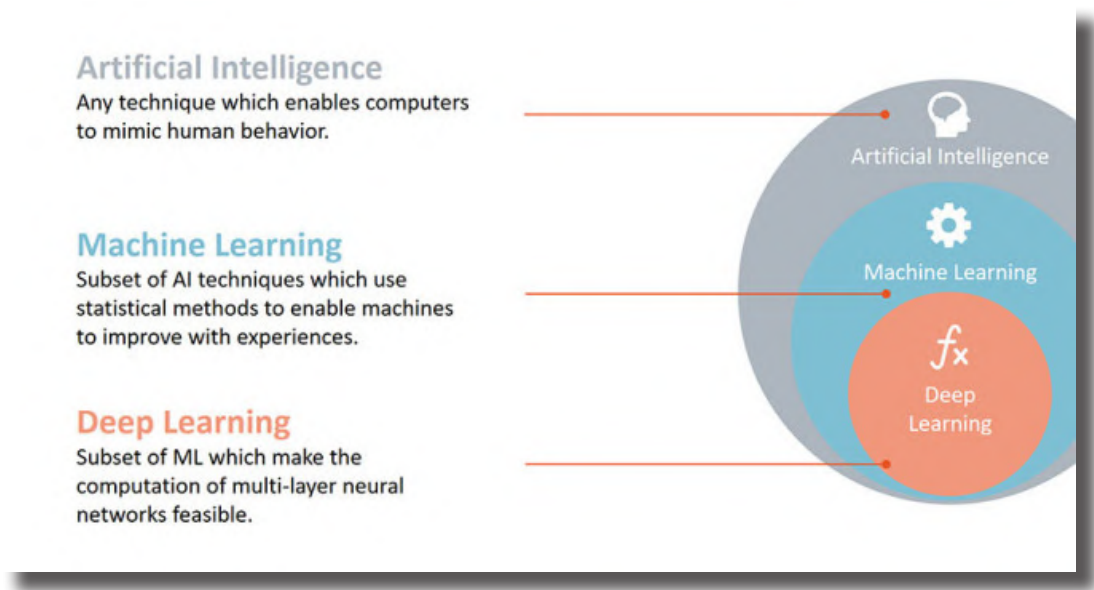 Artificial Intelligence
Any technique which enables computers
to mimic human behavior.
Machine Learning
Subset of AI techniques which use
statistical methods to enable machines
to improve with experiences.
Deep Learning
Subset of ML which make the
computation of multi-layer neural
networks feasible.
Artificial Intelligence
Machine Learning
fx
Deep
Learning